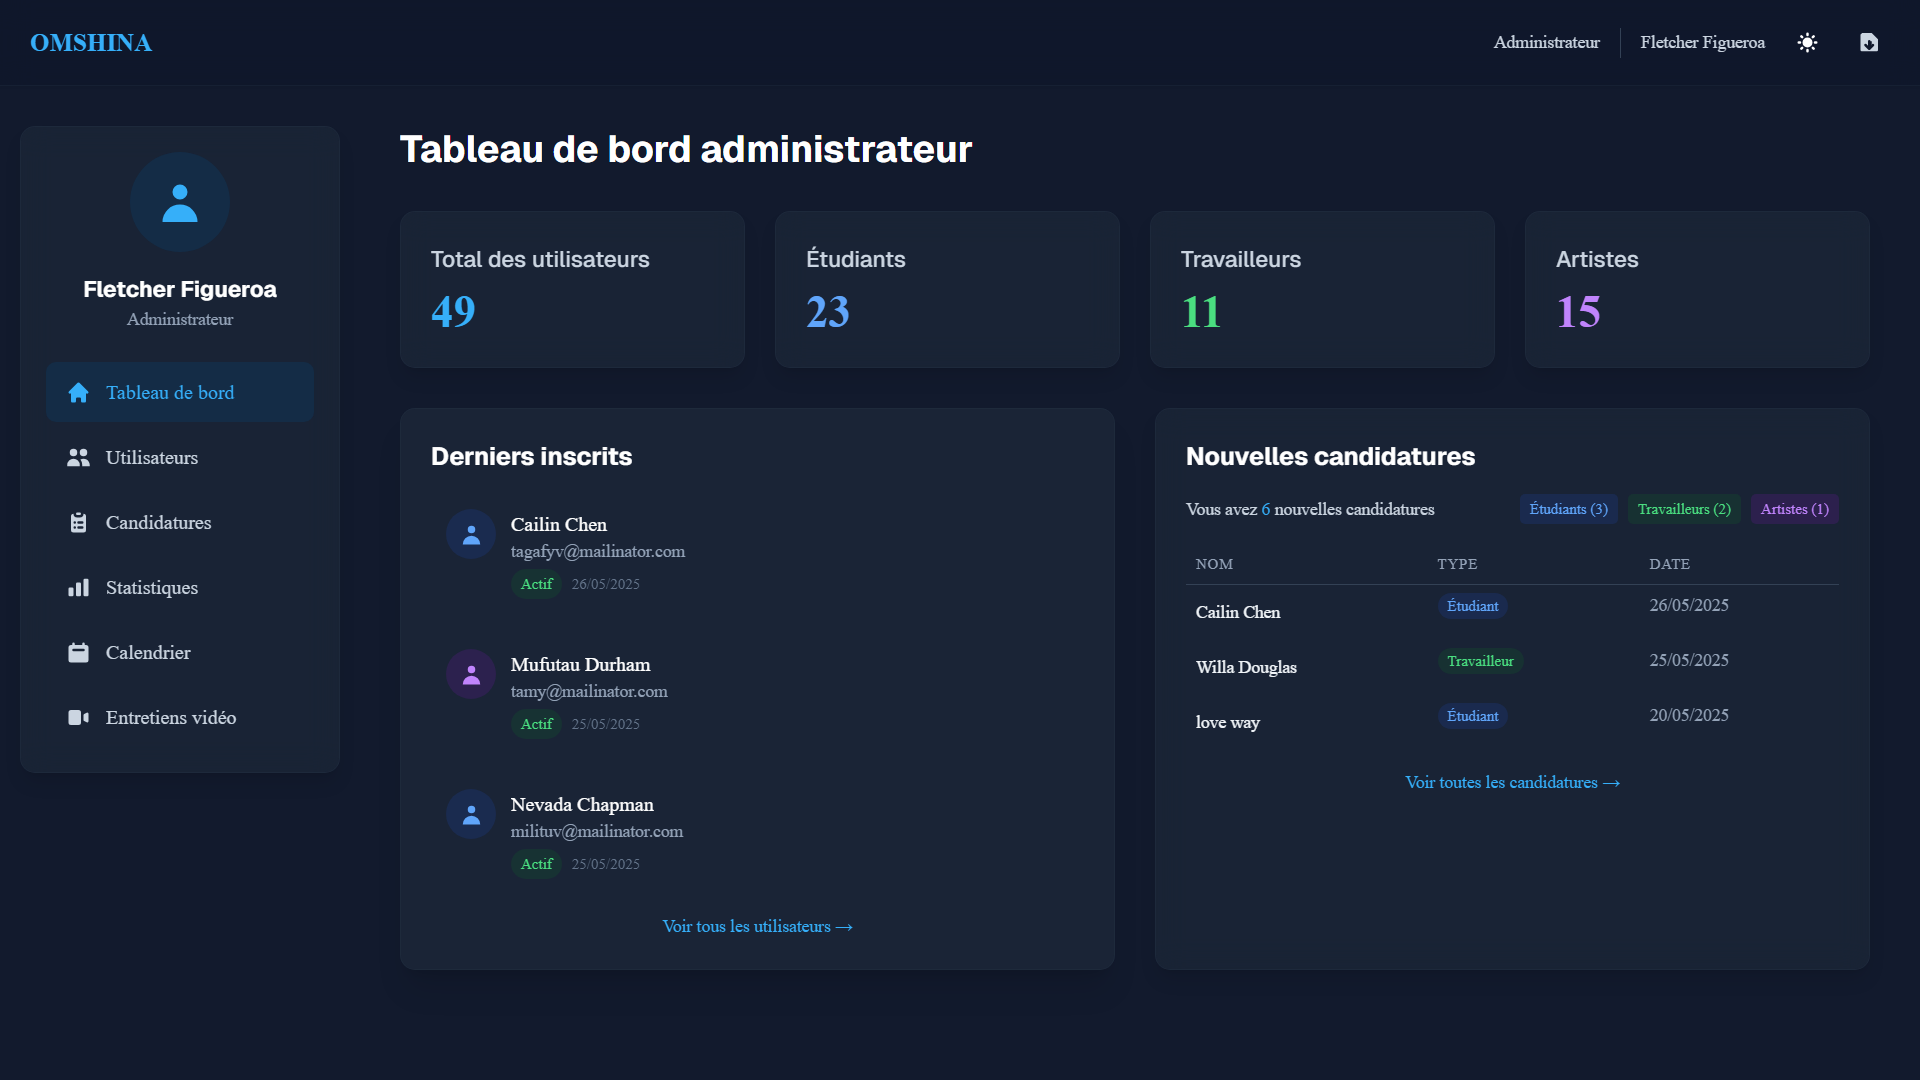 OMSHINA
Administrateur
Fletcher Figueroa
Fletcher Figueroa
Administrateur
Tableau de bord
Utilisateurs
Candidatures
Statistiques
Calendrier
Entretiens vidéo
Tableau de bord administrateur
Total des utilisateurs
49
Étudiants
23
Travailleurs
11
Artistes
15
Derniers inscrits
Cailin Chen
tagafyv@mailinator.com
Actif 26/05/2025
Mufutau Durham
tamy@mailinator.com
Actif 25/05/2025
Nevada Chapman
milituv@mailinator.com
Actif 25/05/2025
Voir tous les utilisateurs →
Nouvelles candidatures
Vous avez 6 nouvelles candidatures
Étudiants (3) Travailleurs (2) Artistes (1)
NOM TYPE DATE
Cailin Chen Étudiant 26/05/2025
Willa Douglas Travailleur 25/05/2025
love way Étudiant 20/05/2025
Voir toutes les candidatures →